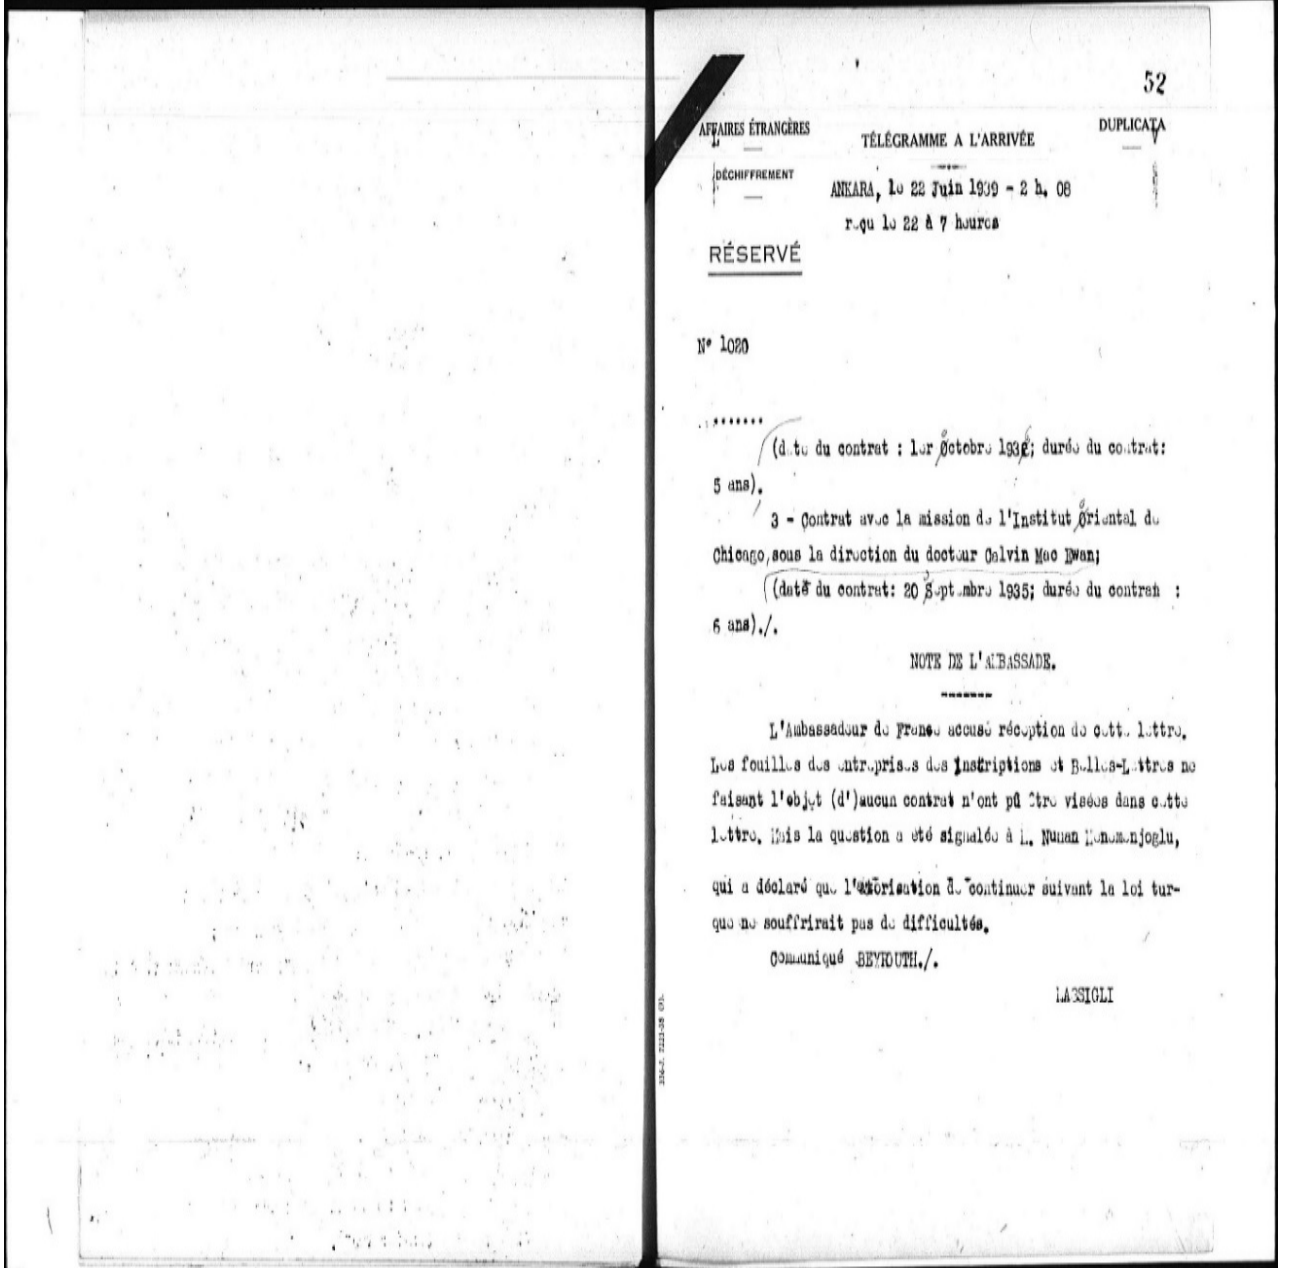 52
AFFAIRES ÉTRANGÈRES
DUPLICATA
TÉLÉGRAMME A L'ARRIVÉE
DÉCHIFFREMENT
ANKARA, le 22 Juin 1939 - 2 h. 08
reçu le 22 à 7 heures
RÉSERVÉ
N° 1020
.......
(date du contrat : 1er octobre 1936; durée du contrat:
5 ans).
3 - Contrat avec la mission de l'Institut oriental de
Chicago, sous la direction du docteur Calvin Mac Ewan;
(daté du contrat: 20 septembre 1935; durée du contrah :
6 ans)./.
NOTE DE L'AMBASSADE.
-------
L'Ambassadeur de France accuse réception de cette lettre.
Les fouilles des entreprises des Instriptions et Belles-Lettres ne
faisant l'objet (d')aucun contrat n'ont pû être visées dans cette
lettre. Mais la question a été signalée à M. Numan Menemenjoglu,
qui a déclaré que l'autorisation de continuer suivant la loi tur-
que ne souffrirait pas de difficultés.
Communiqué BEYROUTH./.
MASSIGLI